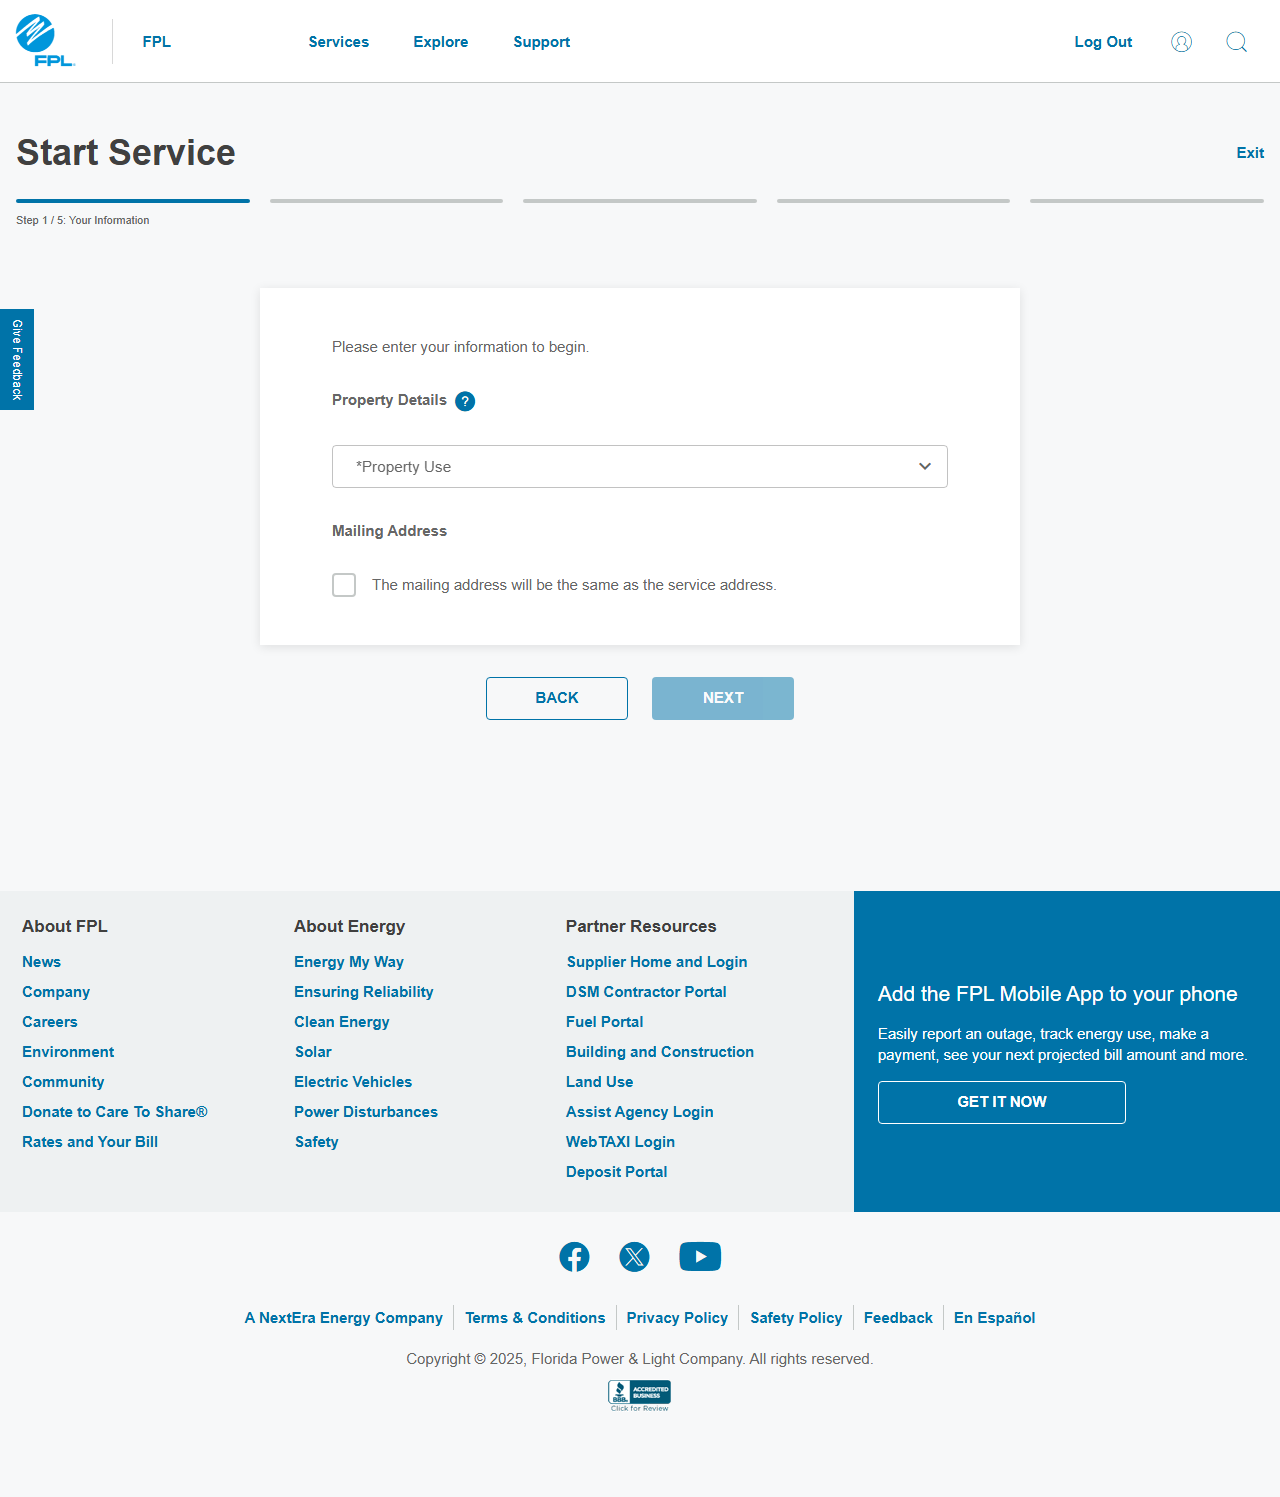 FPL
FPL
Services
Explore
Support
Log Out
Start Service
Exit
Step 1 / 5: Your Information
Give Feedback
Please enter your information to begin.
Property Details ?
*Property Use
Mailing Address
The mailing address will be the same as the service address.
BACK
NEXT
About FPL
News
Company
Careers
Environment
Community
Donate to Care To Share®
Rates and Your Bill
About Energy
Energy My Way
Ensuring Reliability
Clean Energy
Solar
Electric Vehicles
Power Disturbances
Safety
Partner Resources
Supplier Home and Login
DSM Contractor Portal
Fuel Portal
Building and Construction
Land Use
Assist Agency Login
WebTAXI Login
Deposit Portal
Add the FPL Mobile App to your phone
Easily report an outage, track energy use, make a
payment, see your next projected bill amount and more.
GET IT NOW
A NextEra Energy Company
Terms & Conditions
Privacy Policy
Safety Policy
Feedback
En Español
Copyright © 2025, Florida Power & Light Company. All rights reserved.
BBB
ACCREDITED
BUSINESS
Click for Review